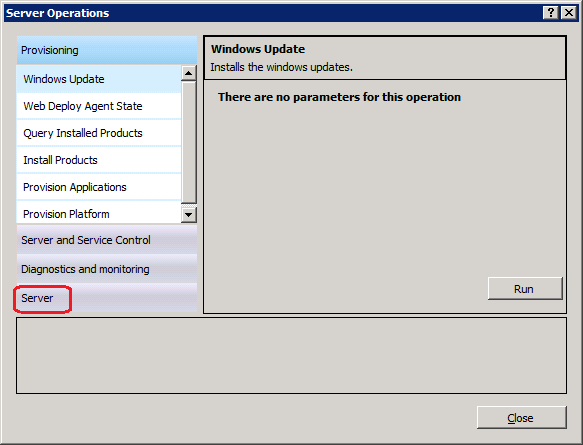 Server Operations
Provisioning
Windows Update
Web Deploy Agent State
Query Installed Products
Install Products
Provision Applications
Provision Platform
Server and Service Control
Diagnostics and monitoring
Server
Windows Update
Installs the windows updates.
There are no parameters for this operation
Run
Close